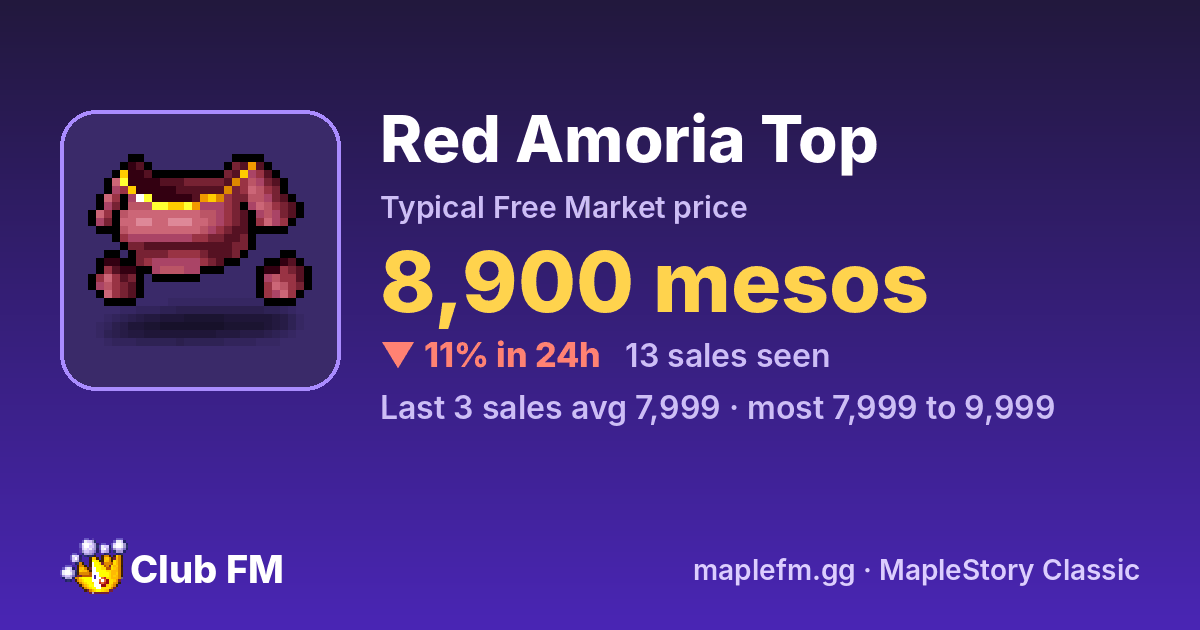 Red Amoria Top
Typical Free Market price
8,900 mesos
▼ 11% in 24h 13 sales seen
Last 3 sales avg 7,999 · most 7,999 to 9,999
Club FM
maplefm.gg · MapleStory Classic